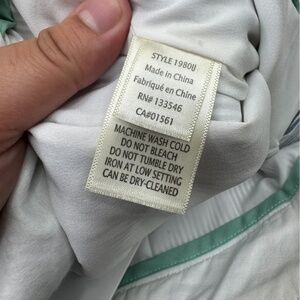 STYLE 1980U
Made in China
Fabriqué en Chine
RN# 133546
CA#01561
MACHINE WASH COLD
DO NOT BLEACH
DO NOT TUMBLE DRY
IRON AT LOW SETTING
CAN BE DRY-CLEANED